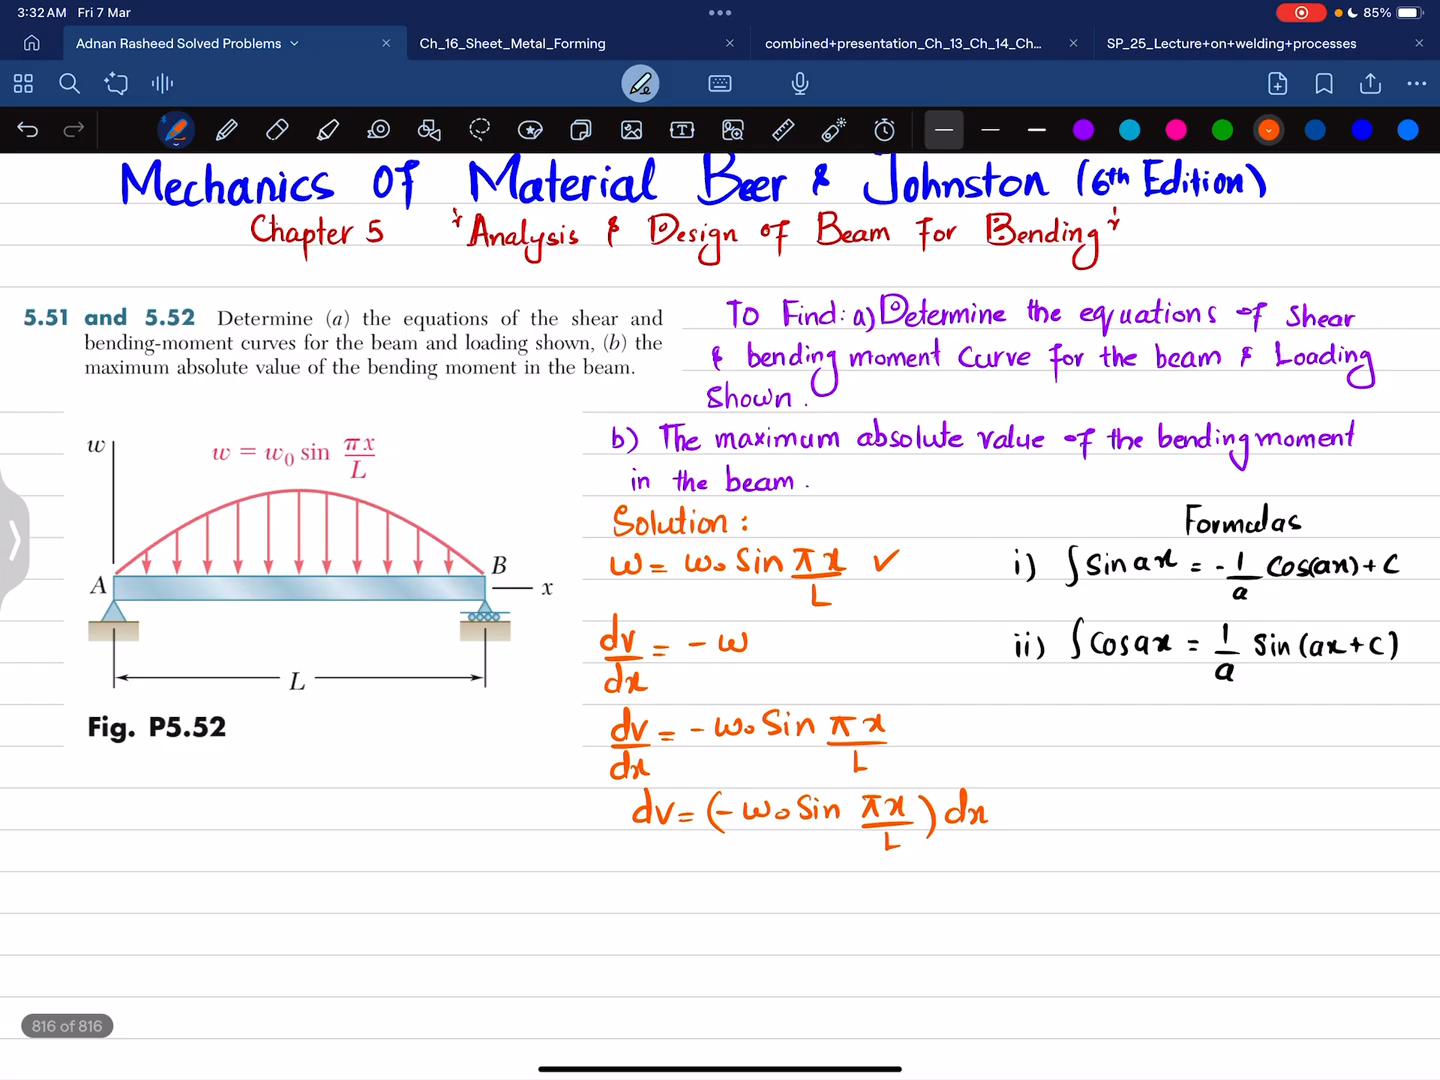 3:32 AM Fri 7 Mar
85%
Adnan Rasheed Solved Problems
Ch_16_Sheet_Metal_Forming
combined+presentation_Ch_13_Ch_14_Ch...
SP_25_Lecture+on+welding+processes
Mechanics Of Material Beer & Johnston (6th Edition)
Chapter 5 "Analysis & Design of Beam For Bending"
5.51 and 5.52 Determine (a) the equations of the shear and
bending-moment curves for the beam and loading shown, (b) the
maximum absolute value of the bending moment in the beam.
w
w = w0 sin πx/L
A
B
x
L
Fig. P5.52
To Find: a) Determine the equations of Shear
& bending moment Curve for the beam & Loading
Shown.
b) The maximum absolute value of the bending moment
in the beam.
Solution:
w = w₀ Sin πx/L ✓
dv/dx = - w
dv/dx = - w₀ Sin πx/L
dv = (- w₀ Sin πx/L) dx
Formulas
i) ∫ Sin ax = - 1/a Cos(ax) + C
ii) ∫ Cos ax = 1/a Sin (ax + C)
816 of 816